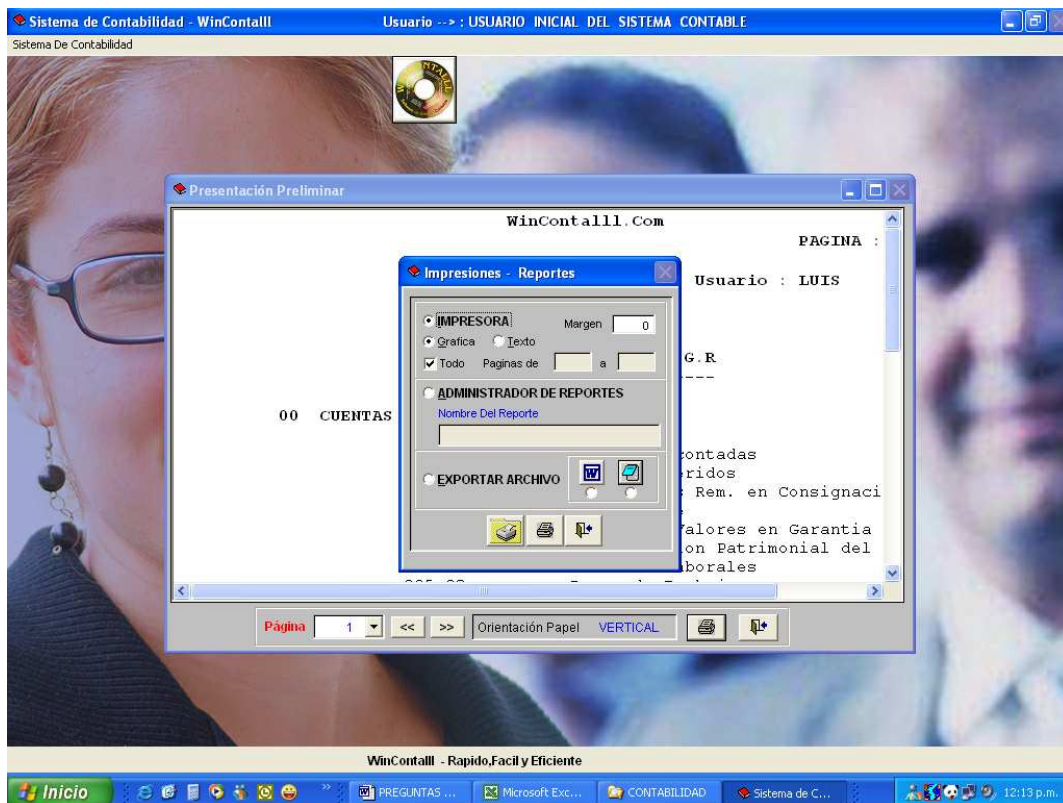 Sistema de Contabilidad - WinContalll Usuario --> : USUARIO INICIAL DEL SISTEMA CONTABLE
Sistema De Contabilidad
Presentación Preliminar
WinContalll.Com
PAGINA :
Usuario : LUIS
G.R
00 CUENTAS
ontadas
ridos
Rem. en Consignaci
alores en Garantia
on Patrimonial del
borales
Impresiones - Reportes
IMPRESORA Margen 0
Grafica Texto
Todo Paginas de a
ADMINISTRADOR DE REPORTES
Nombre Del Reporte
EXPORTAR ARCHIVO
Página 1 << >> Orientación Papel VERTICAL
WinContalll - Rapido,Facil y Eficiente
Inicio PREGUNTAS ... Microsoft Exc... CONTABILIDAD Sistema de C... 12:13 p.m.